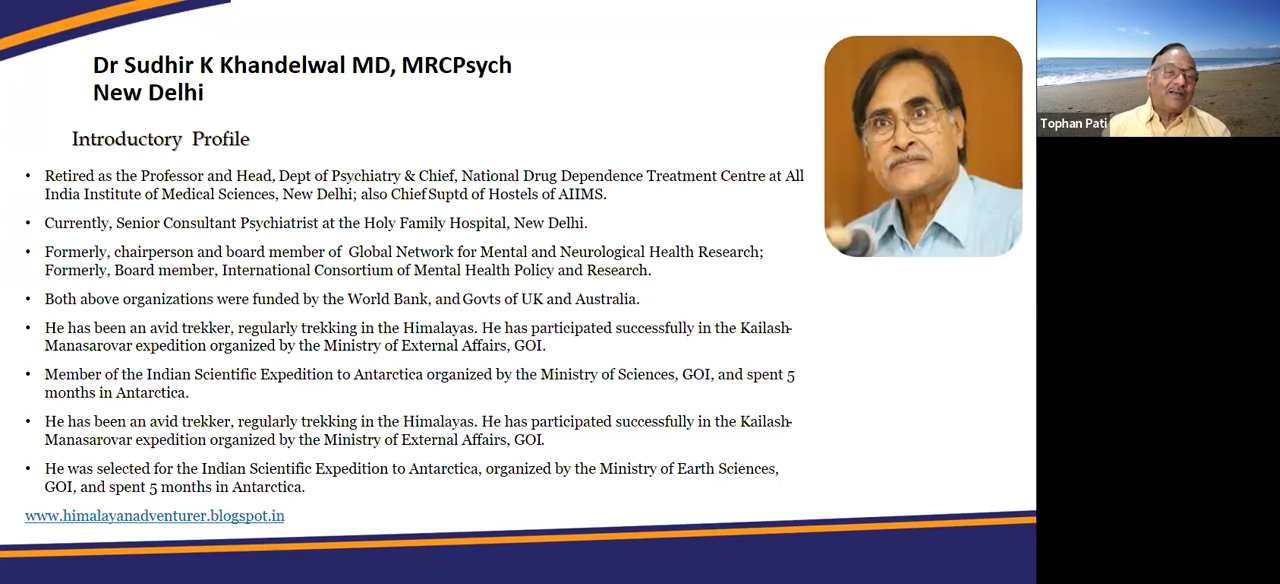 Dr Sudhir K Khandelwal MD, MRCPsych
New Delhi
Introductory Profile
• Retired as the Professor and Head, Dept of Psychiatry & Chief, National Drug Dependence Treatment Centre at All
India Institute of Medical Sciences, New Delhi; also Chief Suptd of Hostels of AIIMS.
• Currently, Senior Consultant Psychiatrist at the Holy Family Hospital, New Delhi.
• Formerly, chairperson and board member of Global Network for Mental and Neurological Health Research;
Formerly, Board member, International Consortium of Mental Health Policy and Research.
• Both above organizations were funded by the World Bank, and Govts of UK and Australia.
• He has been an avid trekker, regularly trekking in the Himalayas. He has participated successfully in the Kailash-
Manasarovar expedition organized by the Ministry of External Affairs, GOI.
• Member of the Indian Scientific Expedition to Antarctica organized by the Ministry of Sciences, GOI, and spent 5
months in Antarctica.
• He has been an avid trekker, regularly trekking in the Himalayas. He has participated successfully in the Kailash-
Manasarovar expedition organized by the Ministry of External Affairs, GOI.
• He was selected for the Indian Scientific Expedition to Antarctica, organized by the Ministry of Earth Sciences,
GOI, and spent 5 months in Antarctica.
www.himalayanadventurer.blogspot.in
Tophan Pati